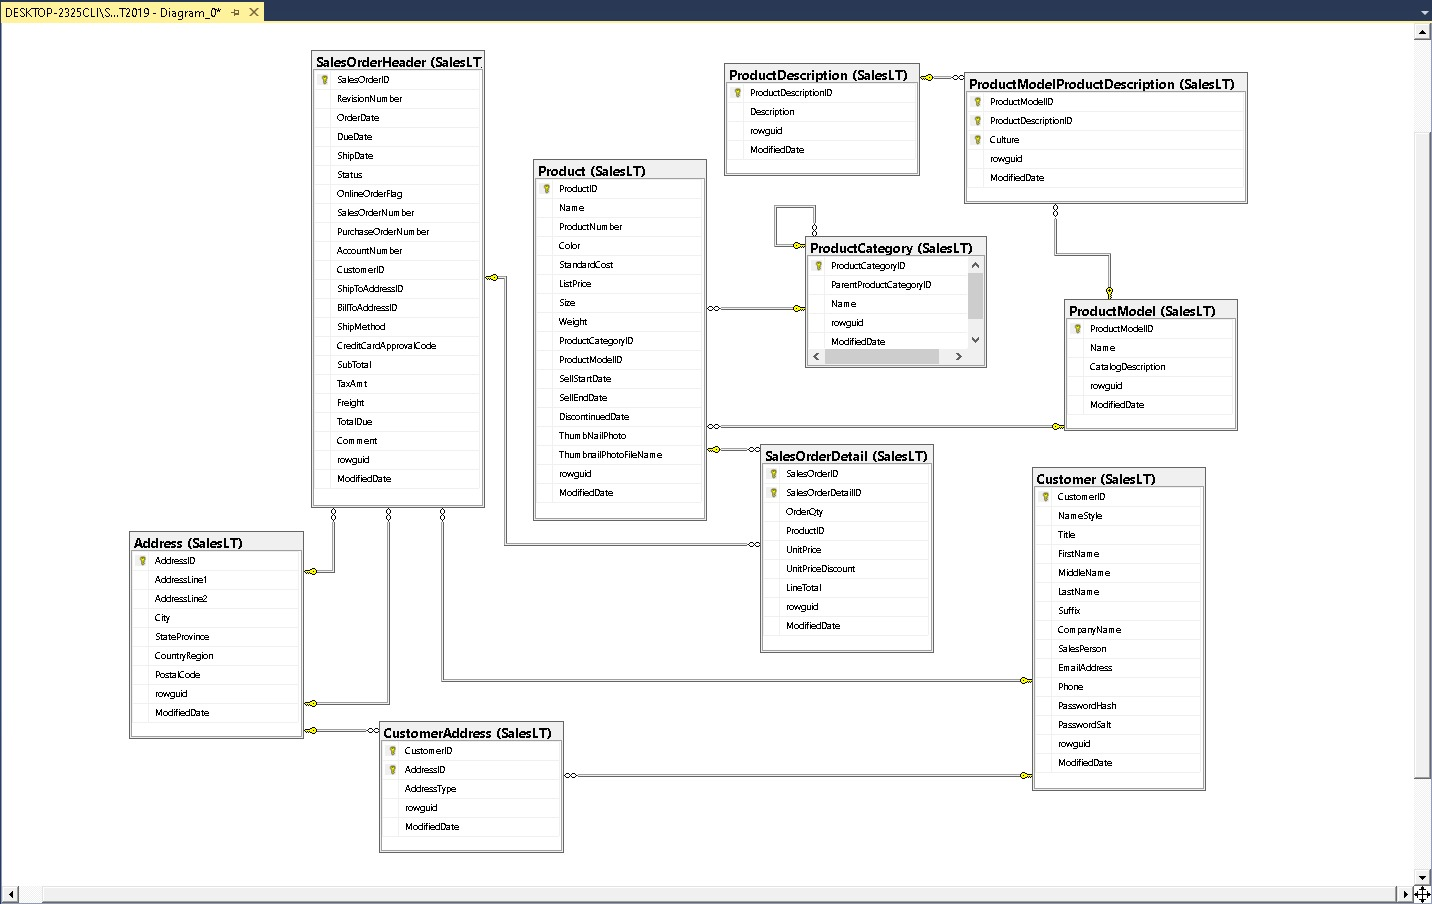 DESKTOP-2325CLI\S...T2019 - Diagram_0*
SalesOrderHeader (SalesLT
SalesOrderID
RevisionNumber
OrderDate
DueDate
ShipDate
Status
OnlineOrderFlag
SalesOrderNumber
PurchaseOrderNumber
AccountNumber
CustomerID
ShipToAddressID
BillToAddressID
ShipMethod
CreditCardApprovalCode
SubTotal
TaxAmt
Freight
TotalDue
Comment
rowguid
ModifiedDate
Product (SalesLT)
ProductID
Name
ProductNumber
Color
StandardCost
ListPrice
Size
Weight
ProductCategoryID
ProductModelID
SellStartDate
SellEndDate
DiscontinuedDate
ThumbNailPhoto
ThumbnailPhotoFileName
rowguid
ModifiedDate
ProductDescription (SalesLT)
ProductDescriptionID
Description
rowguid
ModifiedDate
ProductModelProductDescription (SalesLT)
ProductModelID
ProductDescriptionID
Culture
rowguid
ModifiedDate
ProductCategory (SalesLT)
ProductCategoryID
ParentProductCategoryID
Name
rowguid
ModifiedDate
ProductModel (SalesLT)
ProductModelID
Name
CatalogDescription
rowguid
ModifiedDate
SalesOrderDetail (SalesLT)
SalesOrderID
SalesOrderDetailID
OrderQty
ProductID
UnitPrice
UnitPriceDiscount
LineTotal
rowguid
ModifiedDate
Customer (SalesLT)
CustomerID
NameStyle
Title
FirstName
MiddleName
LastName
Suffix
CompanyName
SalesPerson
EmailAddress
Phone
PasswordHash
PasswordSalt
rowguid
ModifiedDate
Address (SalesLT)
AddressID
AddressLine1
AddressLine2
City
StateProvince
CountryRegion
PostalCode
rowguid
ModifiedDate
CustomerAddress (SalesLT)
CustomerID
AddressID
AddressType
rowguid
ModifiedDate